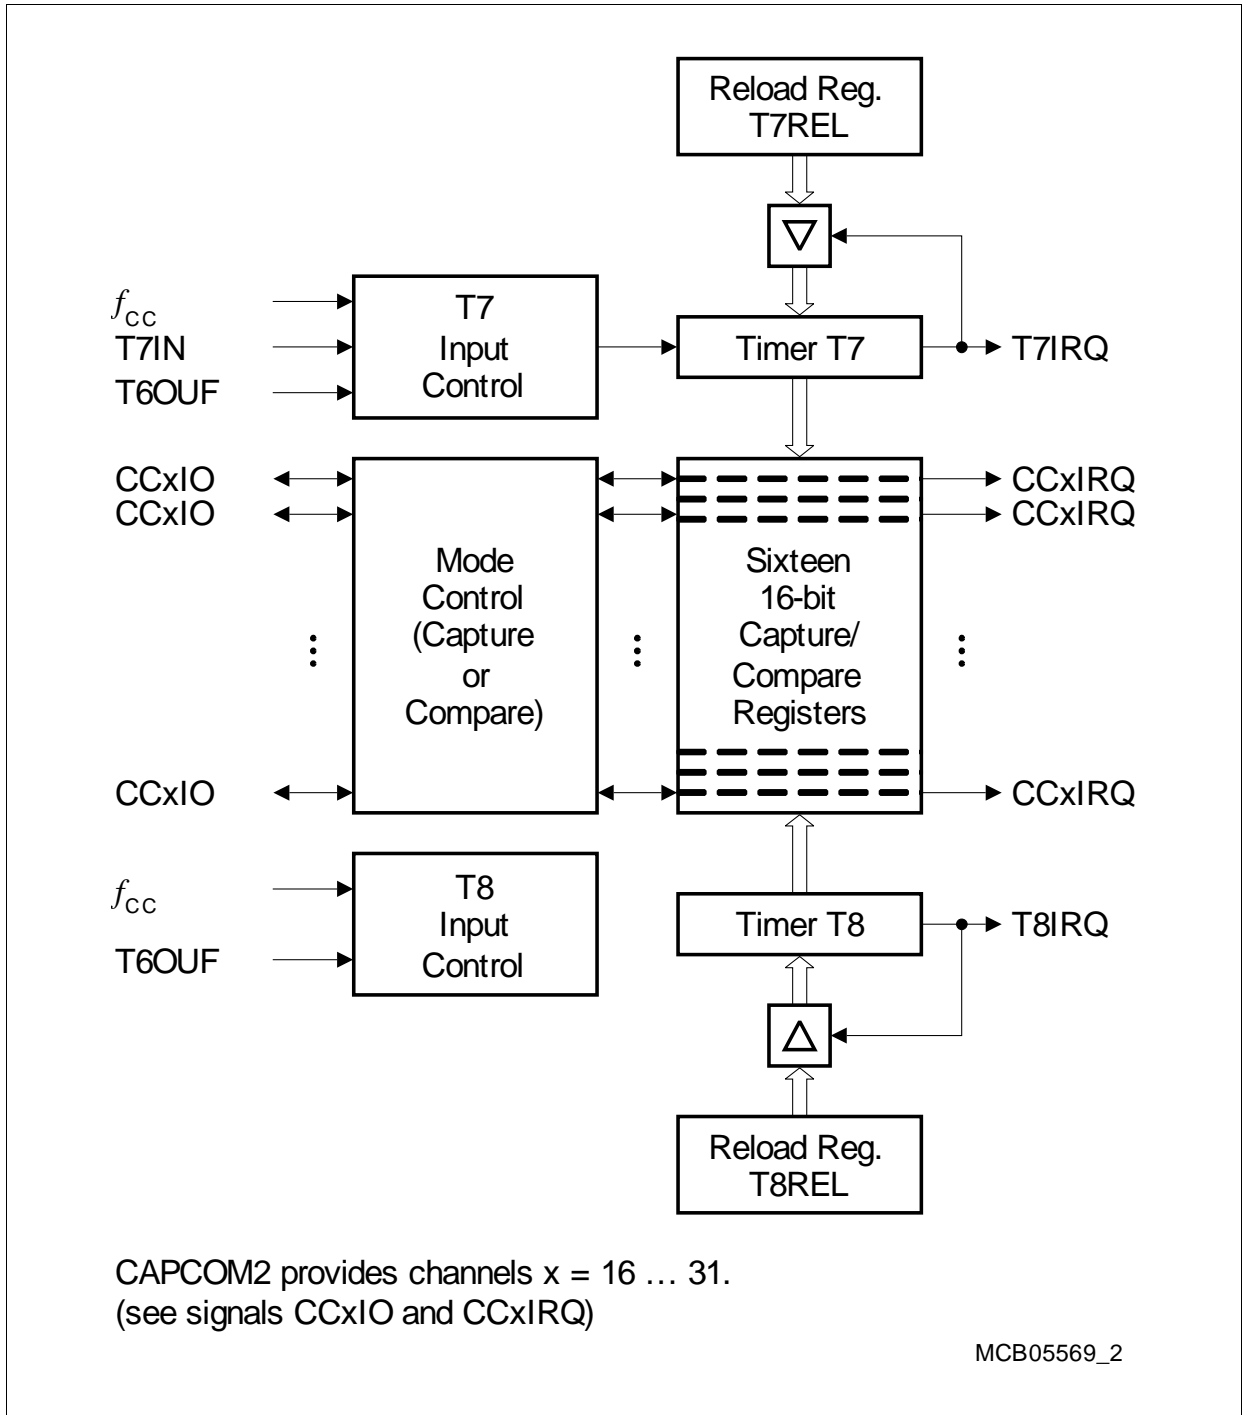 Reload Reg.
T7REL
f CC
T7IN
T6OUF
T7
Input
Control
Timer T7
T7IRQ
CCxIO
CCxIO
CCxIO
Mode
Control
(Capture
or
Compare)
Sixteen
16-bit
Capture/
Compare
Registers
CCxIRQ
CCxIRQ
CCxIRQ
f CC
T6OUF
T8
Input
Control
Timer T8
T8IRQ
Reload Reg.
T8REL
CAPCOM2 provides channels x = 16 … 31.
(see signals CCxIO and CCxIRQ)
MCB05569_2